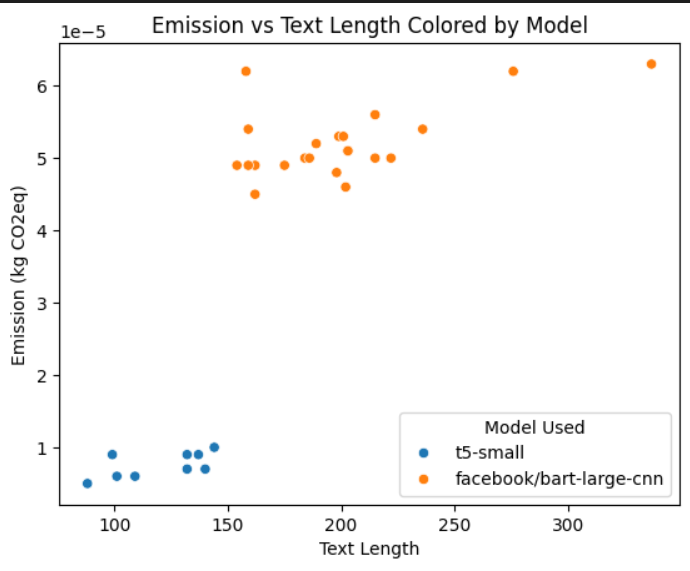 Emission vs Text Length Colored by Model
1e−5
6
5
4
3
2
1
Emission (kg CO2eq)
100 150 200 250 300
Text Length
Model Used
t5-small
facebook/bart-large-cnn